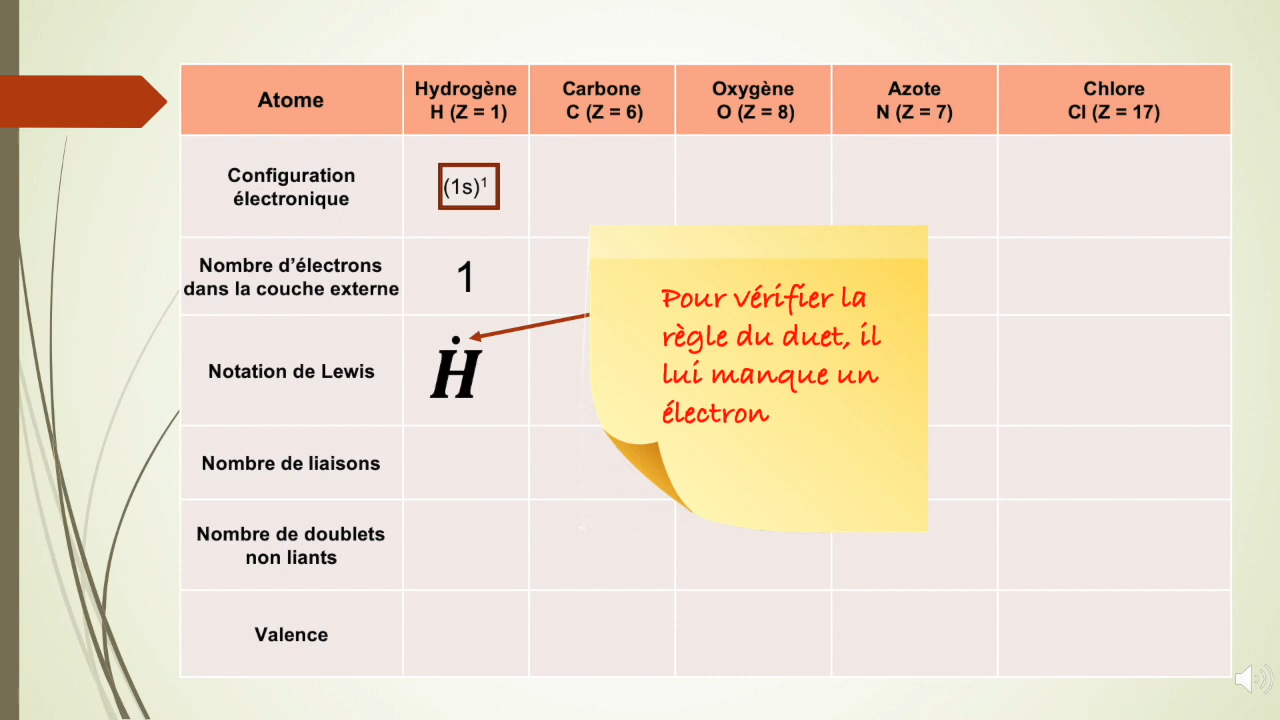 Atome
Hydrogène
H (Z = 1)
Carbone
C (Z = 6)
Oxygène
O (Z = 8)
Azote
N (Z = 7)
Chlore
Cl (Z = 17)
Configuration
électronique
(1s)¹
Nombre d’électrons
dans la couche externe
1
Notation de Lewis
H
Pour vérifier la
règle du duet, il
lui manque un
électron
Nombre de liaisons
Nombre de doublets
non liants
Valence